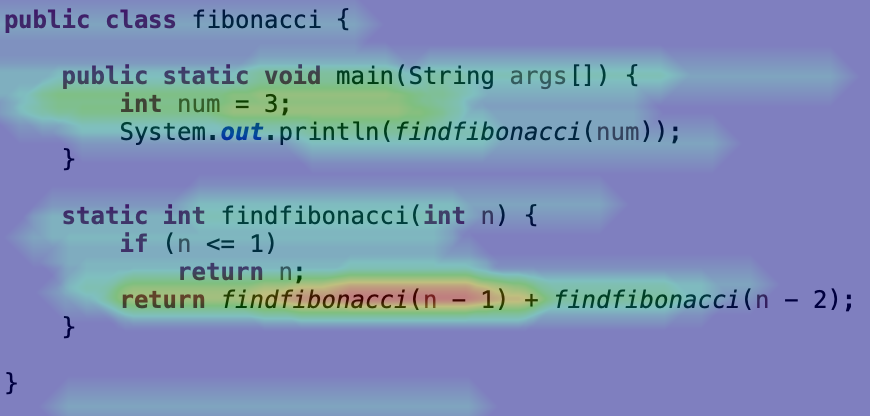 public class fibonacci {
    public static void main(String args[]) {
        int num = 3;
        System.out.println(findfibonacci(num));
    }
    static int findfibonacci(int n) {
        if (n <= 1)
            return n;
        return findfibonacci(n - 1) + findfibonacci(n - 2);
    }
}